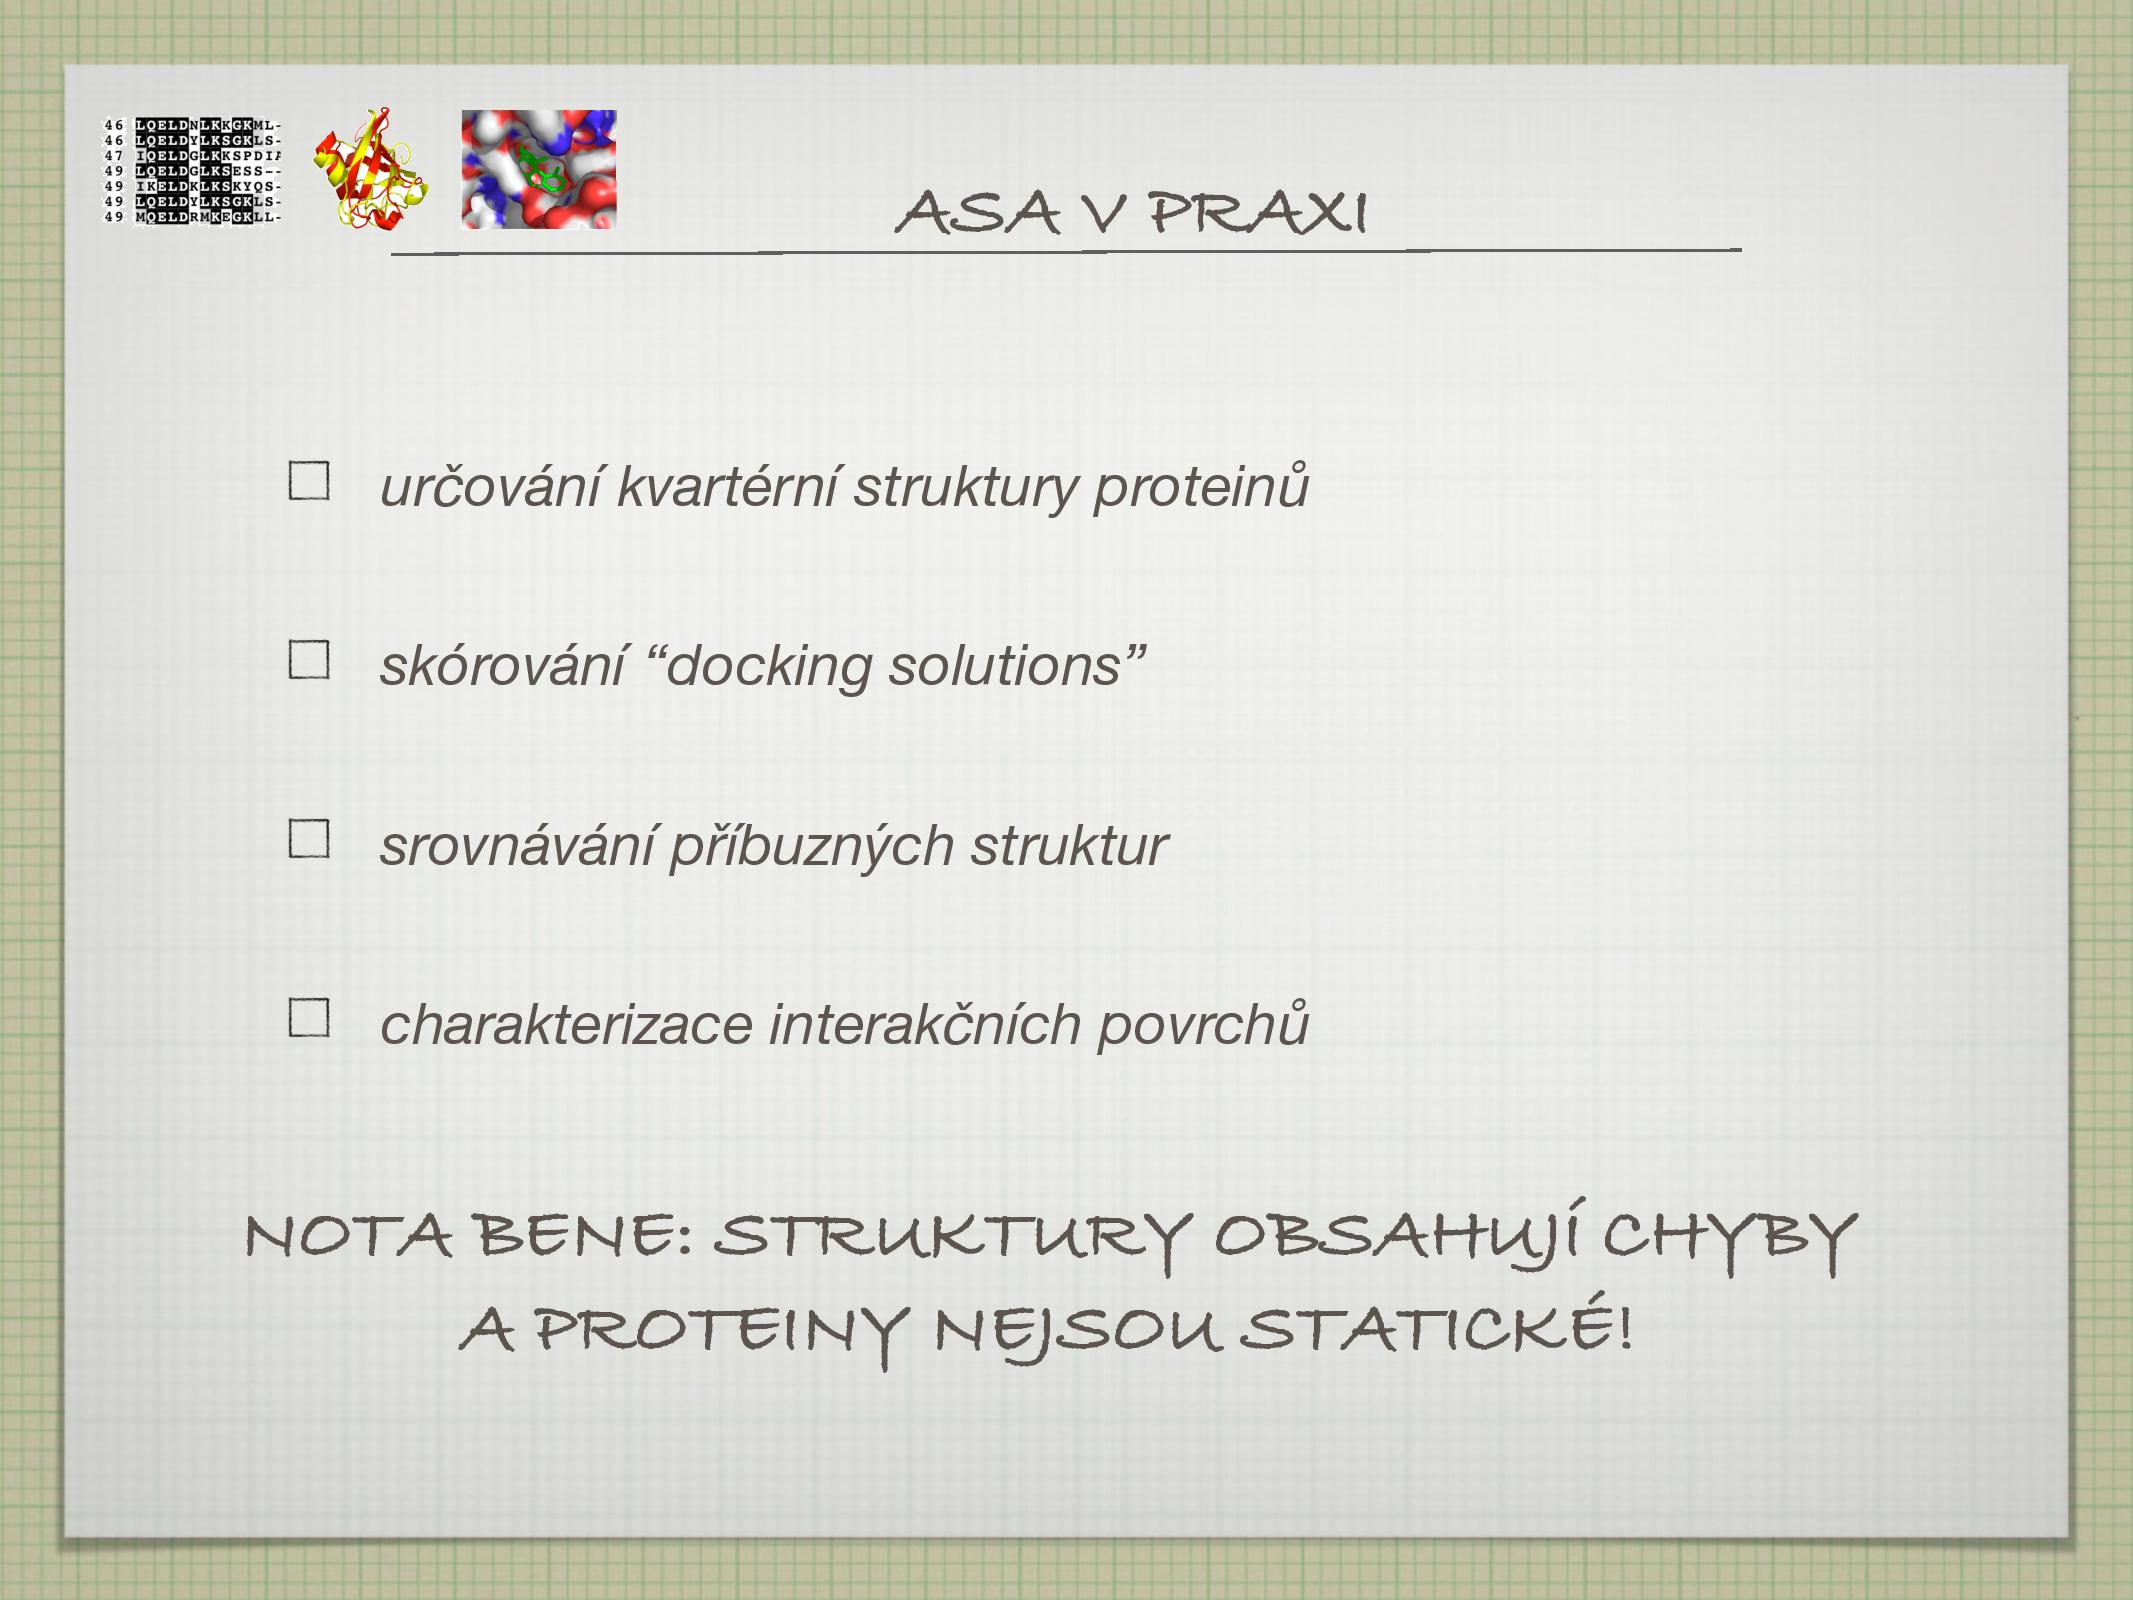 46 LQELDNLKKGKML-
46 LQELDYLKSGKLS-
47 IQELDGLKKSPDI
49 LQELDGLKSESS--
49 IKELDKLKSKYQS-
49 LQELDYLKSGKLS-
49 MQELDRMKEGKLL-
ASA V PRAXI
určování kvartérní struktury proteinů
skórování “docking solutions”
srovnávání příbuzných struktur
charakterizace interakčních povrchů
NOTA BENE: STRUKTURY OBSAHUJÍ CHYBY
A PROTEINY NEJSOU STATICKÉ!